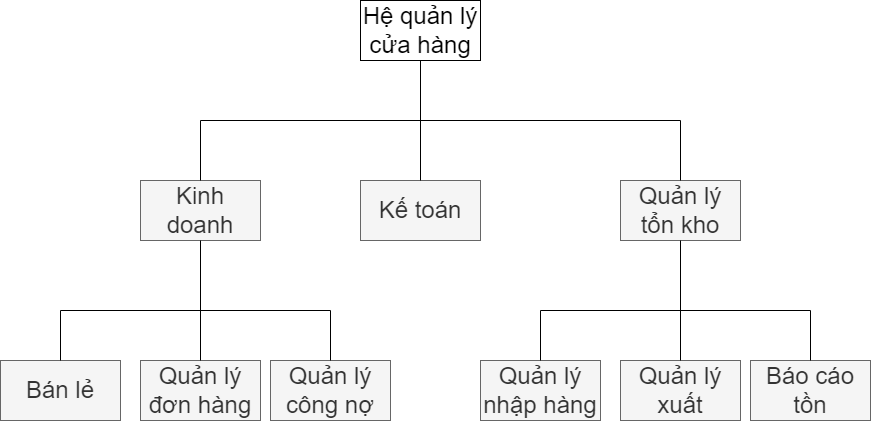 Hệ quản lý
cửa hàng
Kinh
doanh
Kế toán
Quản lý
tổn kho
Bán lẻ
Quản lý
đơn hàng
Quản lý
công nợ
Quản lý
nhập hàng
Quản lý
xuất
Báo cáo
tồn